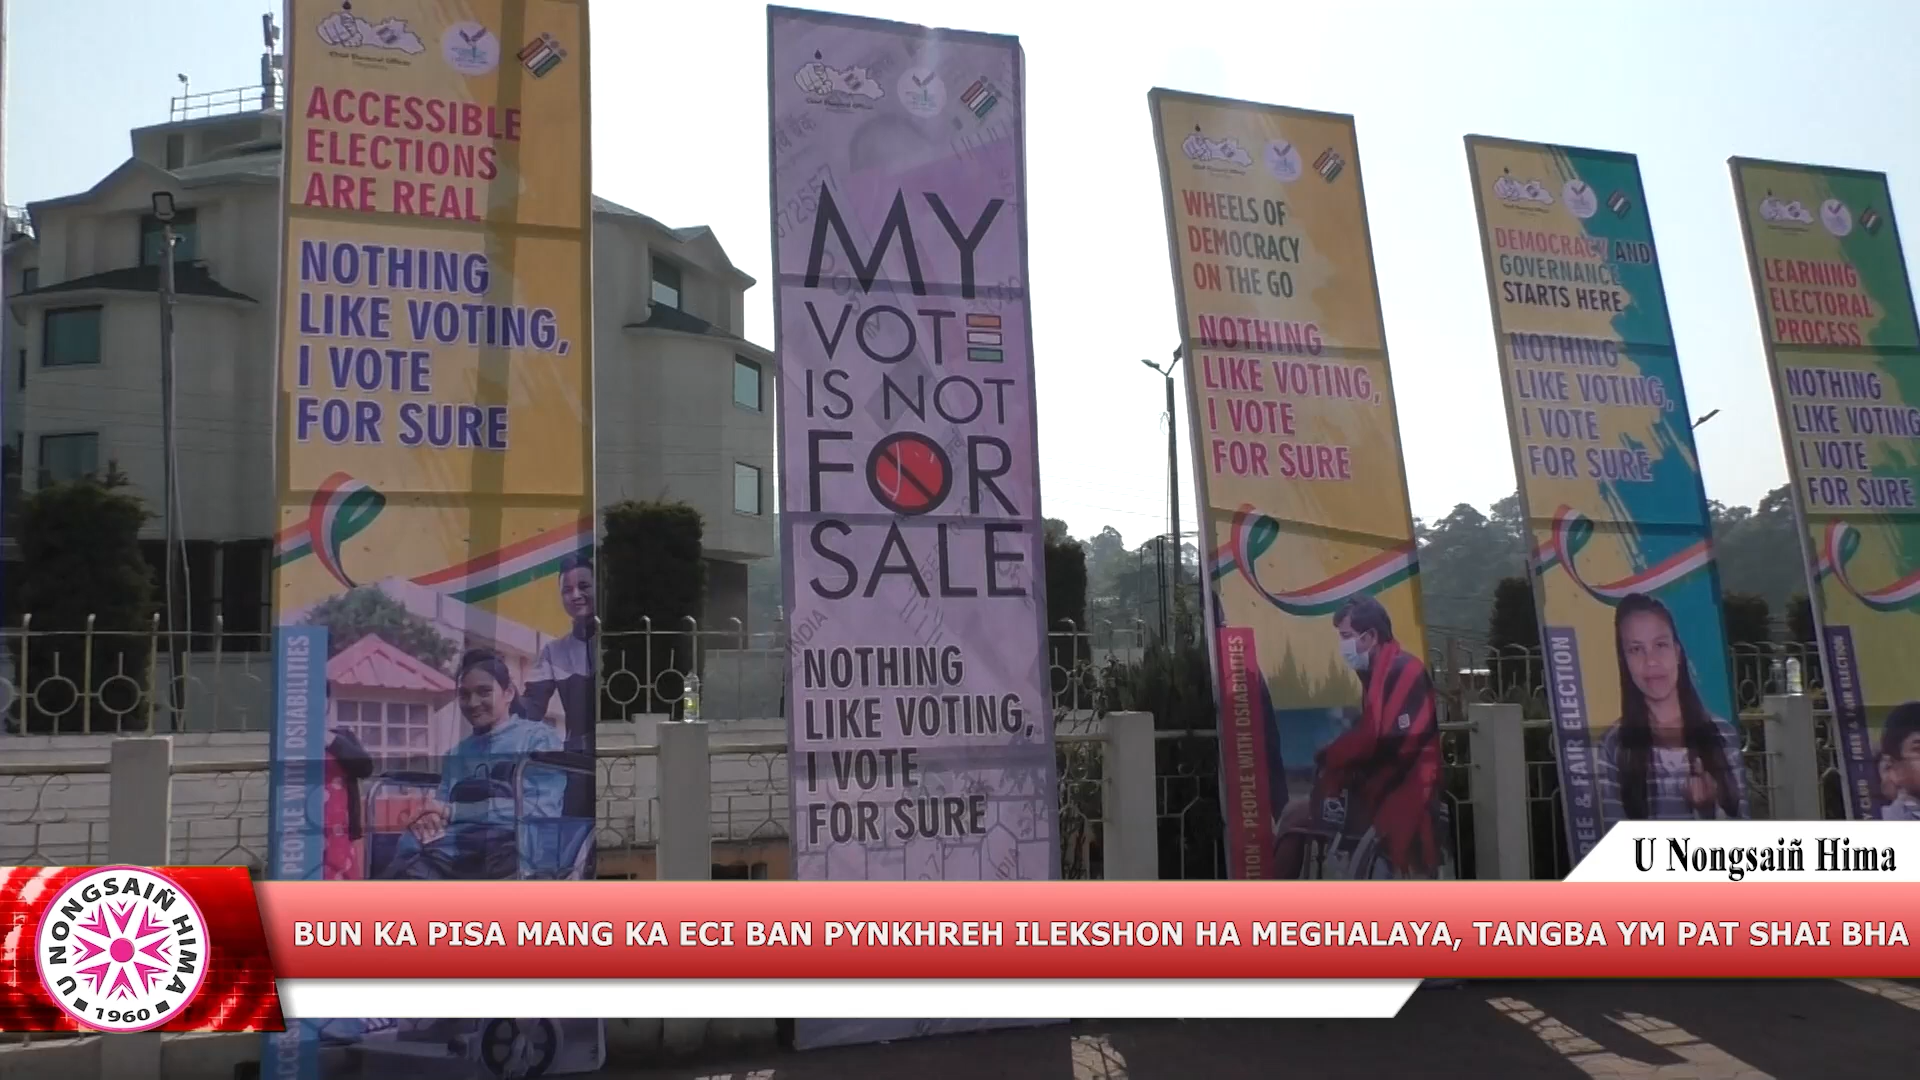 ACCESSIBLE
ELECTIONS
ARE REAL
NOTHING
LIKE VOTING,
I VOTE
FOR SURE
PEOPLE WITH DSIABILITIES
MY
VOTE
IS NOT
FOR
SALE
NOTHING
LIKE VOTING,
I VOTE
FOR SURE
WHEELS OF
DEMOCRACY
ON THE GO
NOTHING
LIKE VOTING,
I VOTE
FOR SURE
PEOPLE WITH DSIABILITIES
DEMOCRACY AND
GOVERNANCE
STARTS HERE
NOTHING
LIKE VOTING,
I VOTE
FOR SURE
FREE & FAIR ELECTION
LEARNING
ELECTORAL
PROCESS
NOTHING
LIKE VOTING
I VOTE
FOR SURE
FREE & FAIR ELECTION
U Nongsaiñ Hima
BUN KA PISA MANG KA ECI BAN PYNKHREH ILEKSHON HA MEGHALAYA, TANGBA YM PAT SHAI BHA
U NONGSAIÑ HIMA
1960